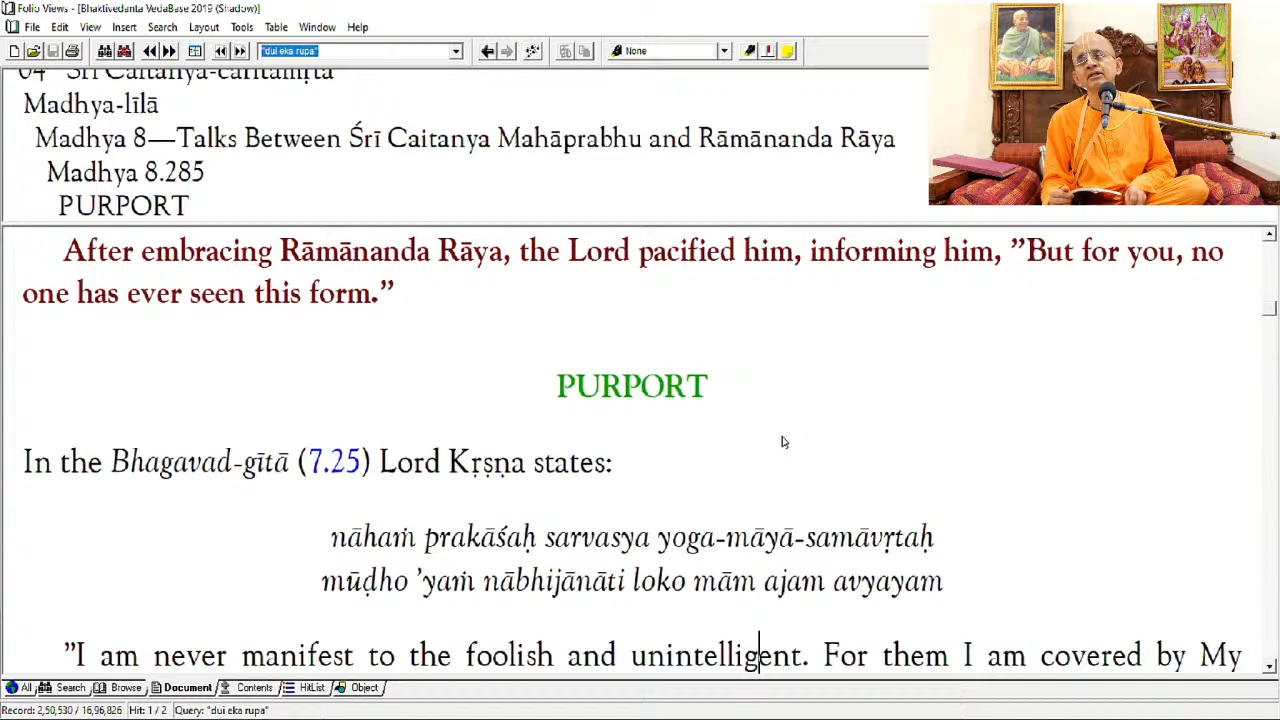 Folio Views - [Bhaktivedanta VedaBase 2019 (Shadow)]
File Edit View Insert Search Layout Tools Table Window Help
"dui eka rupa" None
04 Śrī Caitanya-caritāmṛta
Madhya-līlā
Madhya 8—Talks Between Śrī Caitanya Mahāprabhu and Rāmānanda Rāya
Madhya 8.285
PURPORT
After embracing Rāmānanda Rāya, the Lord pacified him, informing him, ”But for you, no
one has ever seen this form.”
PURPORT
In the Bhagavad-gītā (7.25) Lord Kṛṣṇa states:
nāhaṁ prakāśaḥ sarvasya yoga-māyā-samāvṛtaḥ
mūḍho ’yaṁ nābhijānāti loko mām ajam avyayam
”I am never manifest to the foolish and unintelligent. For them I am covered by My
All Search Browse Document Contents HitList Object
Record: 2,50,530 / 16,96,826 Hit: 1 / 2 Query: "dui eka rupa"